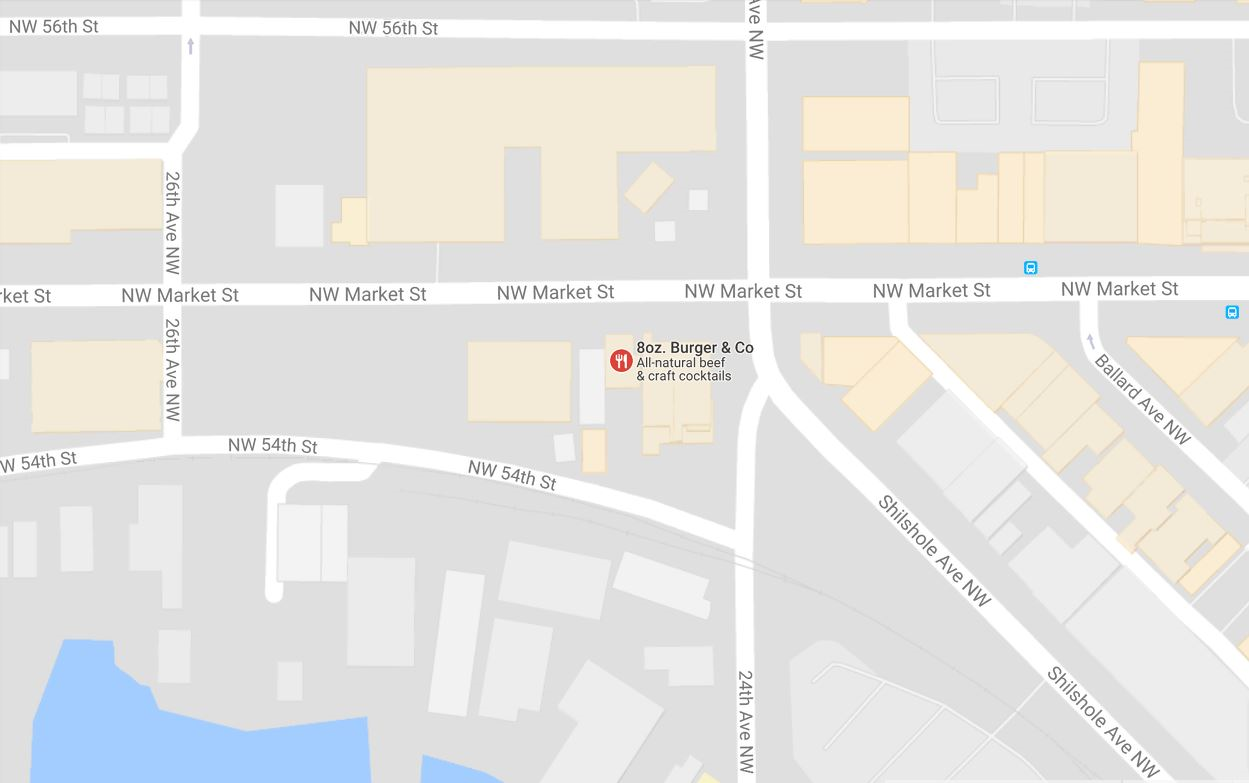 NW 56th St
NW 56th St
Ave NW
26th Ave NW
rket St
NW Market St
NW Market St
NW Market St
NW Market St
NW Market St
NW Market St
26th Ave NW
8oz. Burger & Co
All-natural beef
& craft cocktails
Ballard Ave NW
W 54th St
NW 54th St
NW 54th St
Shilshole Ave NW
24th Ave NW
Shilshole Ave NW